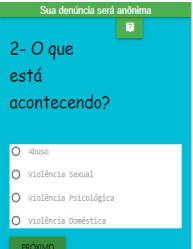 Sua denúncia será anônima
2- O que
está
acontecendo?
Abuso
Violência Sexual
Violência Psicológica
Violência Doméstica
PRÓXIMO